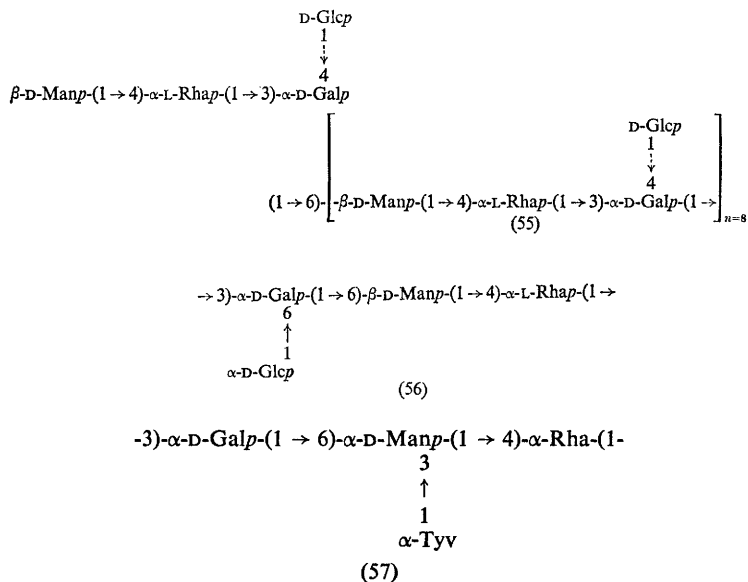 D-Glcp
1
⇣
4
β-D-Manp-(1 → 4)-α-L-Rhap-(1 → 3)-α-D-Galp
D-Glcp
1
⇣
4
(1 → 6)-[-β-D-Manp-(1 → 4)-α-L-Rhap-(1 → 3)-α-D-Galp-(1 →]n=8
(55)
→ 3)-α-D-Galp-(1 → 6)-β-D-Manp-(1 → 4)-α-L-Rhap-(1 →
6
↑
1
α-D-Glcp
(56)
-3)-α-D-Galp-(1 → 6)-α-D-Manp-(1 → 4)-α-Rha-(1-
3
↑
1
α-Tyv
(57)